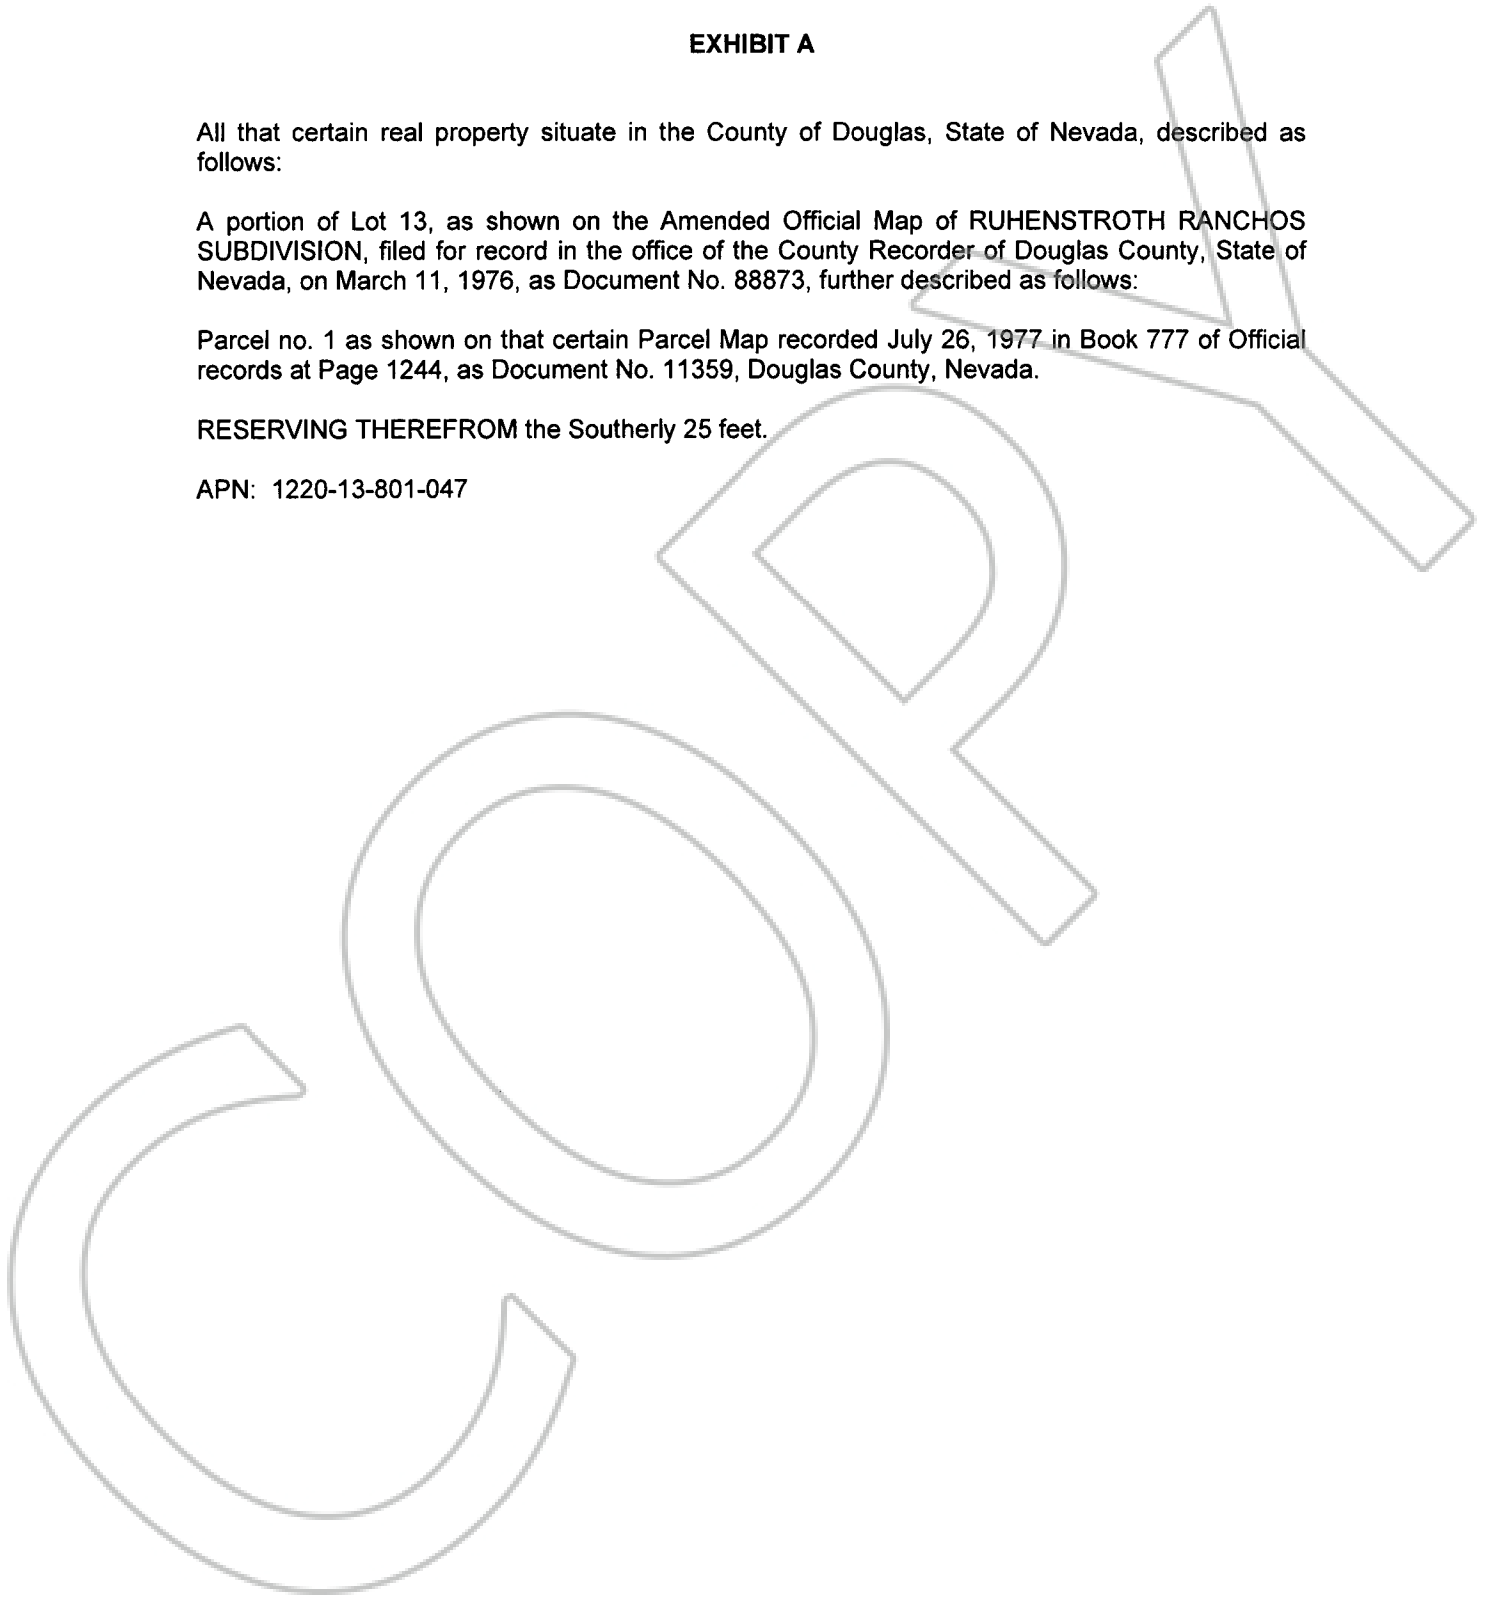 EXHIBIT A
All that certain real property situate in the County of Douglas, State of Nevada, described as
follows:
A portion of Lot 13, as shown on the Amended Official Map of RUHENSTROTH RANCHOS
SUBDIVISION, filed for record in the office of the County Recorder of Douglas County, State of
Nevada, on March 11, 1976, as Document No. 88873, further described as follows:
Parcel no. 1 as shown on that certain Parcel Map recorded July 26, 1977 in Book 777 of Official
records at Page 1244, as Document No. 11359, Douglas County, Nevada.
RESERVING THEREFROM the Southerly 25 feet.
APN: 1220-13-801-047
COPY